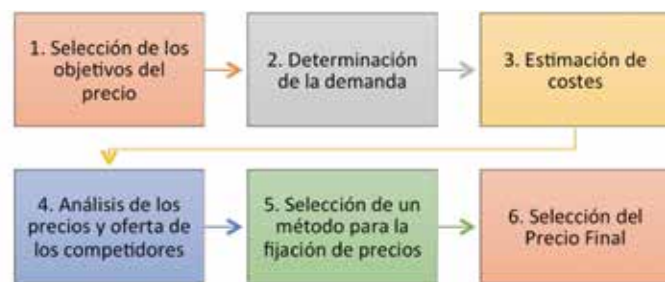 1. Selección de los
objetivos del
precio
2. Determinación
de la demanda
3. Estimación de
costes
4. Análisis de los
precios y oferta de
los competidores
5. Selección de un
método para la
fijación de precios
6. Selección del
Precio Final